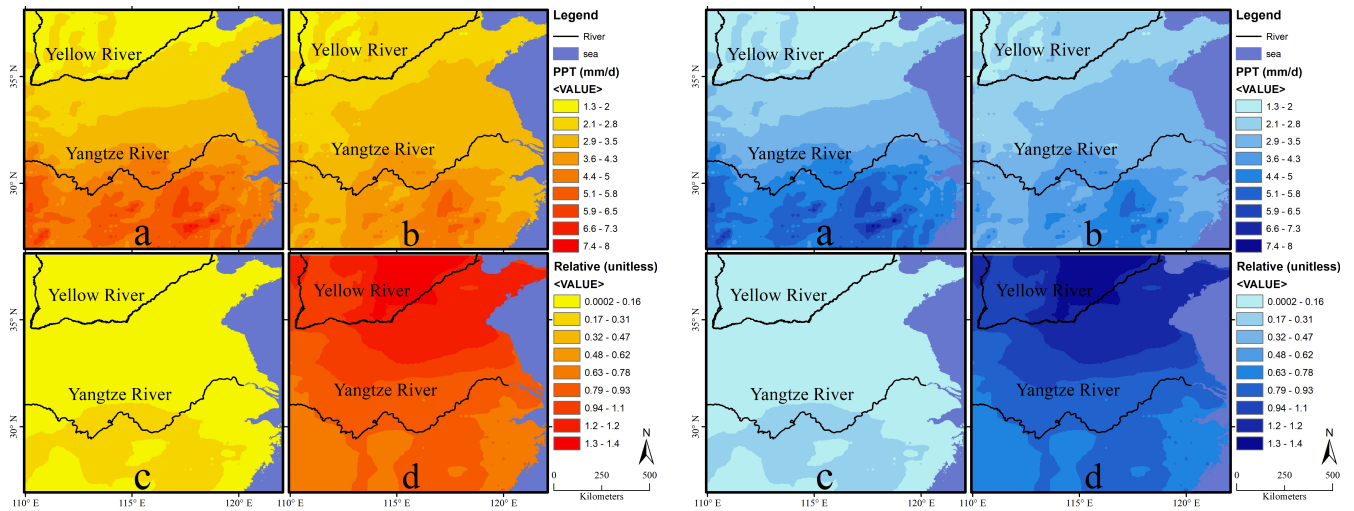 Yellow River
Yangtze River
a
Yellow River
Yangtze River
b
Legend
River
sea
PPT (mm/d)
<VALUE>
1.3 - 2
2.1 - 2.8
2.9 - 3.5
3.6 - 4.3
4.4 - 5
5.1 - 5.8
5.9 - 6.5
6.6 - 7.3
7.4 - 8
35° N
30° N
Yellow River
Yangtze River
c
Yellow River
Yangtze River
d
Relative (unitless)
<VALUE>
0.0002 - 0.16
0.17 - 0.31
0.32 - 0.47
0.48 - 0.62
0.63 - 0.78
0.79 - 0.93
0.94 - 1.1
1.2 - 1.2
1.3 - 1.4
N
0 250 500
Kilometers
35° N
30° N
110° E 115° E 120° E 115° E 120° E
Yellow River
Yangtze River
a
Yellow River
Yangtze River
b
Legend
River
sea
PPT (mm/d)
<VALUE>
1.3 - 2
2.1 - 2.8
2.9 - 3.5
3.6 - 4.3
4.4 - 5
5.1 - 5.8
5.9 - 6.5
6.6 - 7.3
7.4 - 8
35° N
30° N
Yellow River
Yangtze River
c
Yellow River
Yangtze River
d
Relative (unitless)
<VALUE>
0.0002 - 0.16
0.17 - 0.31
0.32 - 0.47
0.48 - 0.62
0.63 - 0.78
0.79 - 0.93
0.94 - 1.1
1.2 - 1.2
1.3 - 1.4
N
0 250 500
Kilometers
35° N
30° N
110° E 115° E 120° E 115° E 120° E